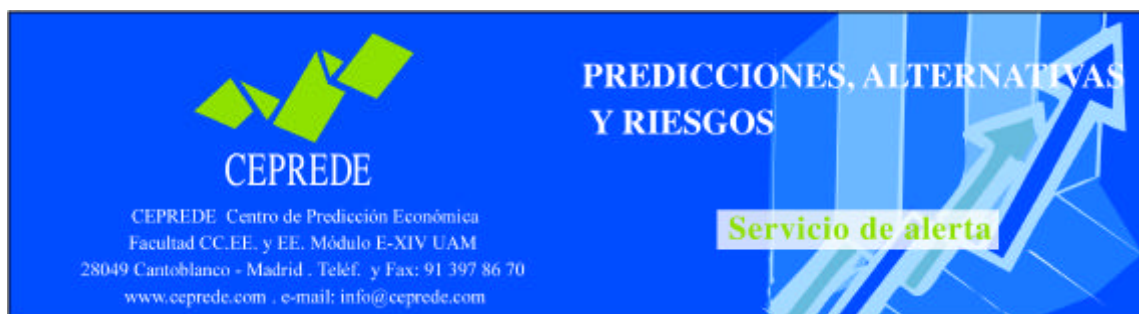 CEPREDE
CEPREDE Centro de Predicción Económica
Facultad CC.EE. y EE. Módulo E-XIV UAM
28049 Cantoblanco - Madrid . Teléf. y Fax: 91 397 86 70
www.ceprede.com . e-mail: info@ceprede.com
PREDICCIONES, ALTERNATIVAS
Y RIESGOS
Servicio de alerta